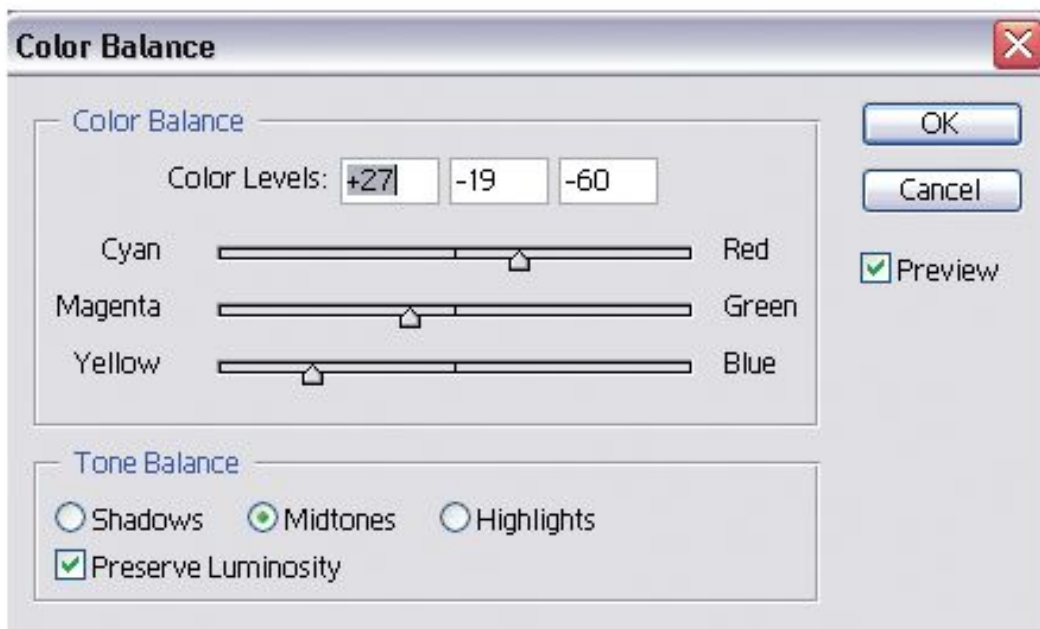 Color Balance
Color Balance
OK
Color Levels: +27 -19 -60
Cancel
Cyan Red
Preview
Magenta Green
Yellow Blue
Tone Balance
Shadows Midtones Highlights
Preserve Luminosity